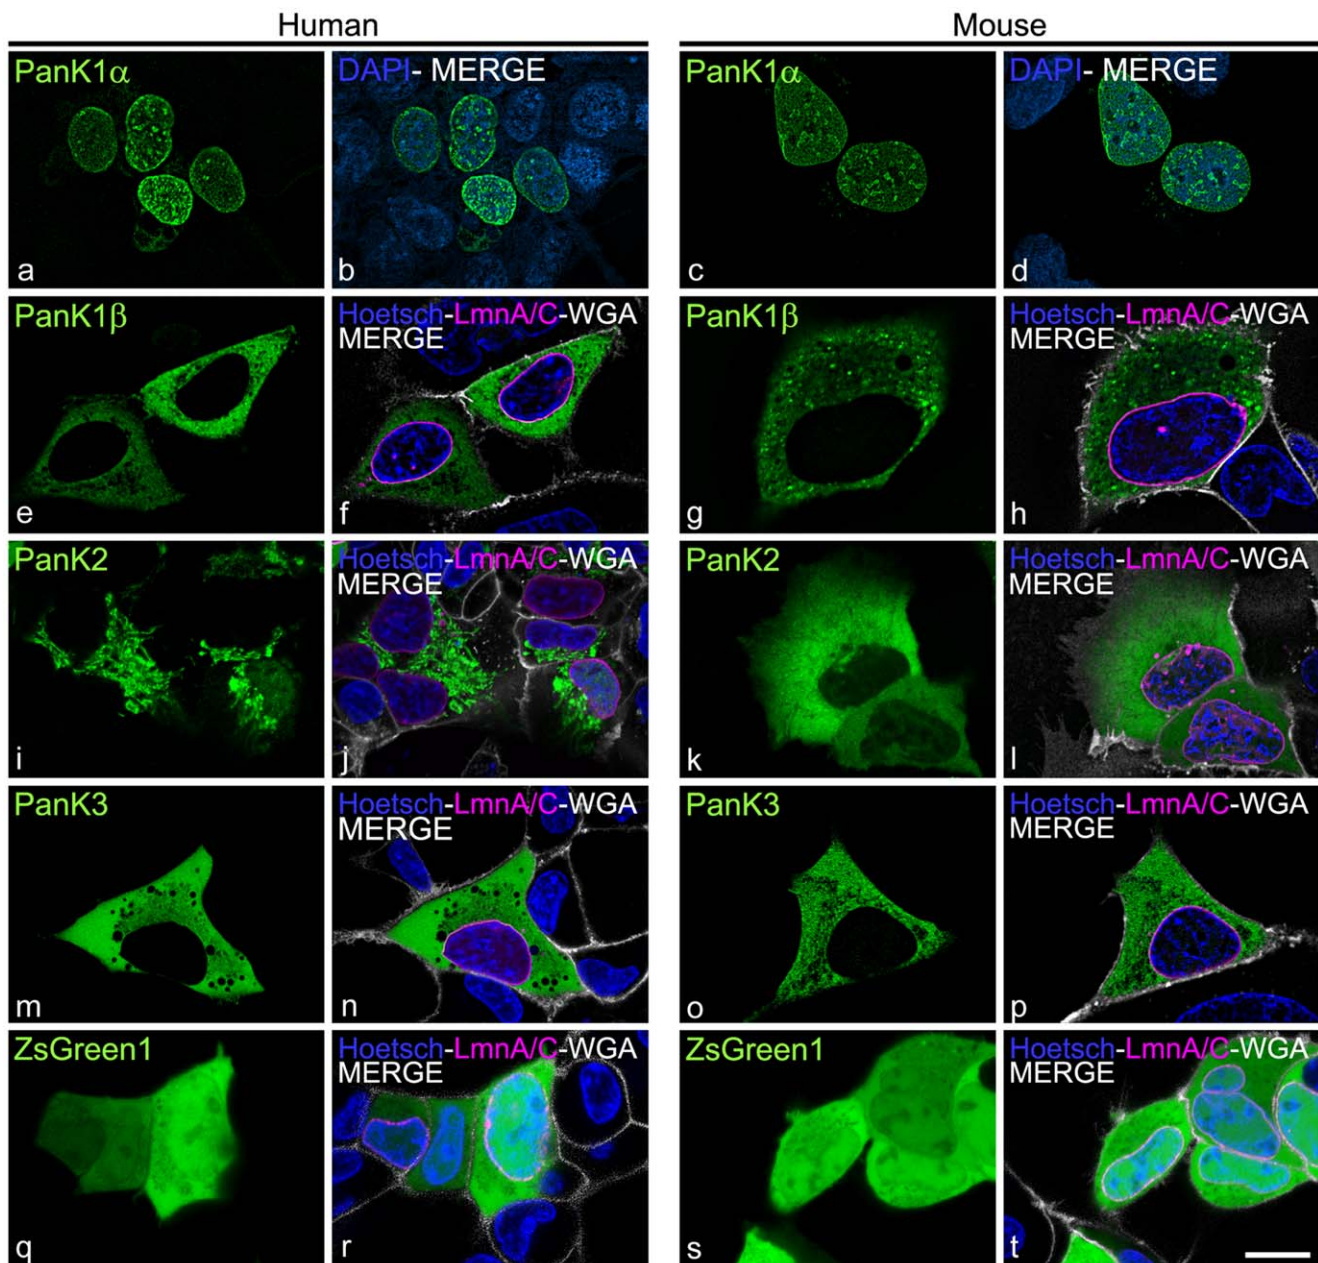 Human Mouse
PanK1α DAPI- MERGE PanK1α DAPI- MERGE
a b c d
PanK1β Hoetsch-LmnA/C-WGA PanK1β Hoetsch-LmnA/C-WGA
MERGE MERGE
e f g h
PanK2 Hoetsch-LmnA/C-WGA PanK2 Hoetsch-LmnA/C-WGA
MERGE MERGE
i j k l
PanK3 Hoetsch-LmnA/C-WGA PanK3 Hoetsch-LmnA/C-WGA
MERGE MERGE
m n o p
ZsGreen1 Hoetsch-LmnA/C-WGA ZsGreen1 Hoetsch-LmnA/C-WGA
MERGE MERGE
q r s t